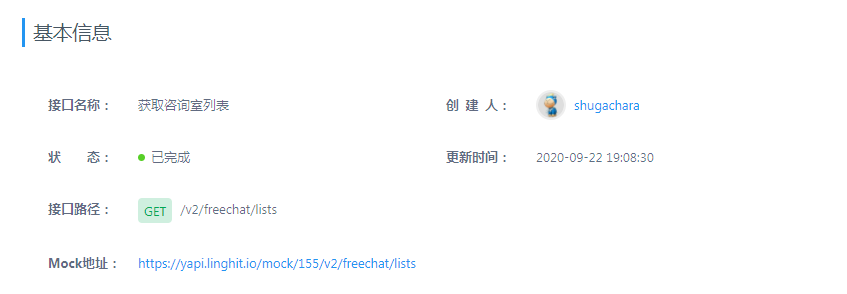 基本信息
接口名称： 获取咨询室列表 创 建 人： shugachara
状 态： 已完成 更新时间： 2020-09-22 19:08:30
接口路径： GET /v2/freechat/lists
Mock地址： https://yapi.linghit.io/mock/155/v2/freechat/lists